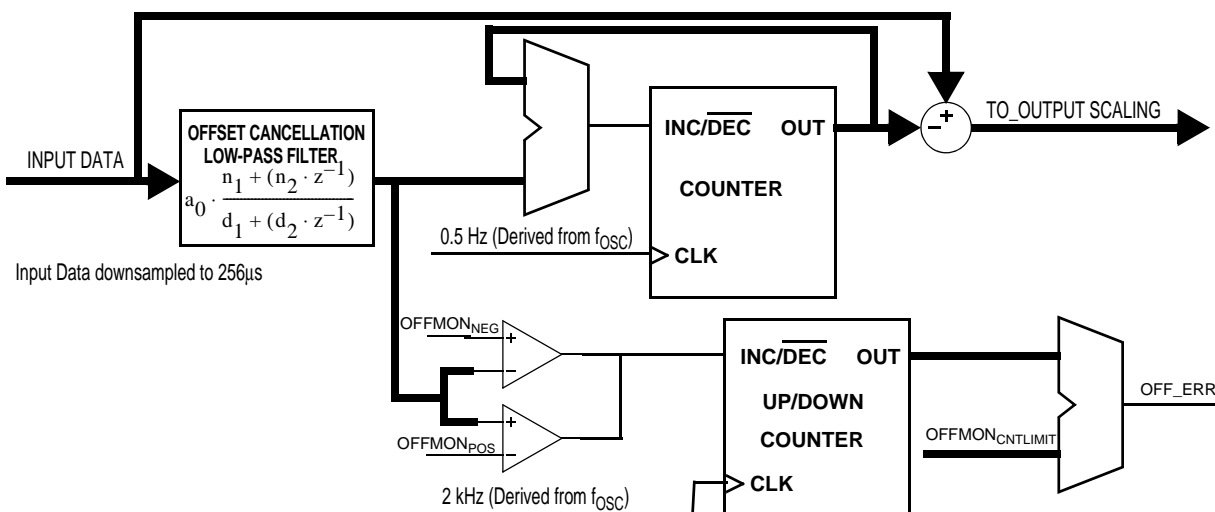 INC/DEC OUT
COUNTER
CLK
- +
TO_OUTPUT SCALING
INPUT DATA
OFFSET CANCELLATION
LOW-PASS FILTER
a0 · n1 + (n2 · z−1)
d1 + (d2 · z−1)
0.5 Hz (Derived from fOSC)
Input Data downsampled to 256μs
OFFMONNEG
+
-
+
-
OFFMONPOS
2 kHz (Derived from fOSC)
INC/DEC OUT
UP/DOWN
COUNTER
CLK
OFFMONCNTLIMIT
OFF_ERR